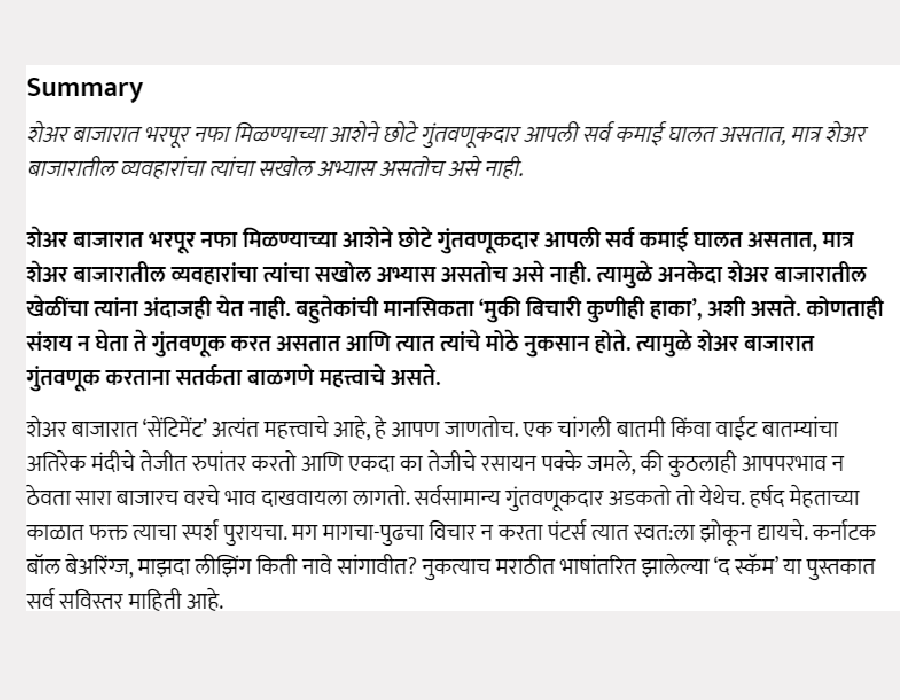 Summary
शेअर बाजारात भरपूर नफा मिळण्याच्या आशेने छोटे गुंतवणूकदार आपली सर्व कमाई घालत असतात, मात्र शेअर
बाजारातील व्यवहारांचा त्यांचा सखोल अभ्यास असतोच असे नाही.
शेअर बाजारात भरपूर नफा मिळण्याच्या आशेने छोटे गुंतवणूकदार आपली सर्व कमाई घालत असतात, मात्र
शेअर बाजारातील व्यवहारांचा त्यांचा सखोल अभ्यास असतोच असे नाही. त्यामुळे अनकेदा शेअर बाजारातील
खेळींचा त्यांना अंदाजही येत नाही. बहुतेकांची मानसिकता ‘मुकी बिचारी कुणीही हाका’, अशी असते. कोणताही
संशय न घेता ते गुंतवणूक करत असतात आणि त्यात त्यांचे मोठे नुकसान होते. त्यामुळे शेअर बाजारात
गुंतवणूक करताना सतर्कता बाळगणे महत्त्वाचे असते.
शेअर बाजारात ‘सेंटिमेंट’ अत्यंत महत्त्वाचे आहे, हे आपण जाणतोच. एक चांगली बातमी किंवा वाईट बातम्यांचा
अतिरेक मंदीचे तेजीत रुपांतर करतो आणि एकदा का तेजीचे रसायन पक्के जमले, की कुठलाही आपपरभाव न
ठेवता सारा बाजारच वरचे भाव दाखवायला लागतो. सर्वसामान्य गुंतवणूकदार अडकतो तो येथेच. हर्षद मेहताच्या
काळात फक्त त्याचा स्पर्श पुरायचा. मग मागचा-पुढचा विचार न करता पंटर्स त्यात स्वत:ला झोकून द्यायचे. कर्नाटक
बॉल बेअरिंग्ज, माझदा लीझिंग किती नावे सांगावीत? नुकत्याच मराठीत भाषांतरित झालेल्या ‘द स्कॅम’ या पुस्तकात
सर्व सविस्तर माहिती आहे.